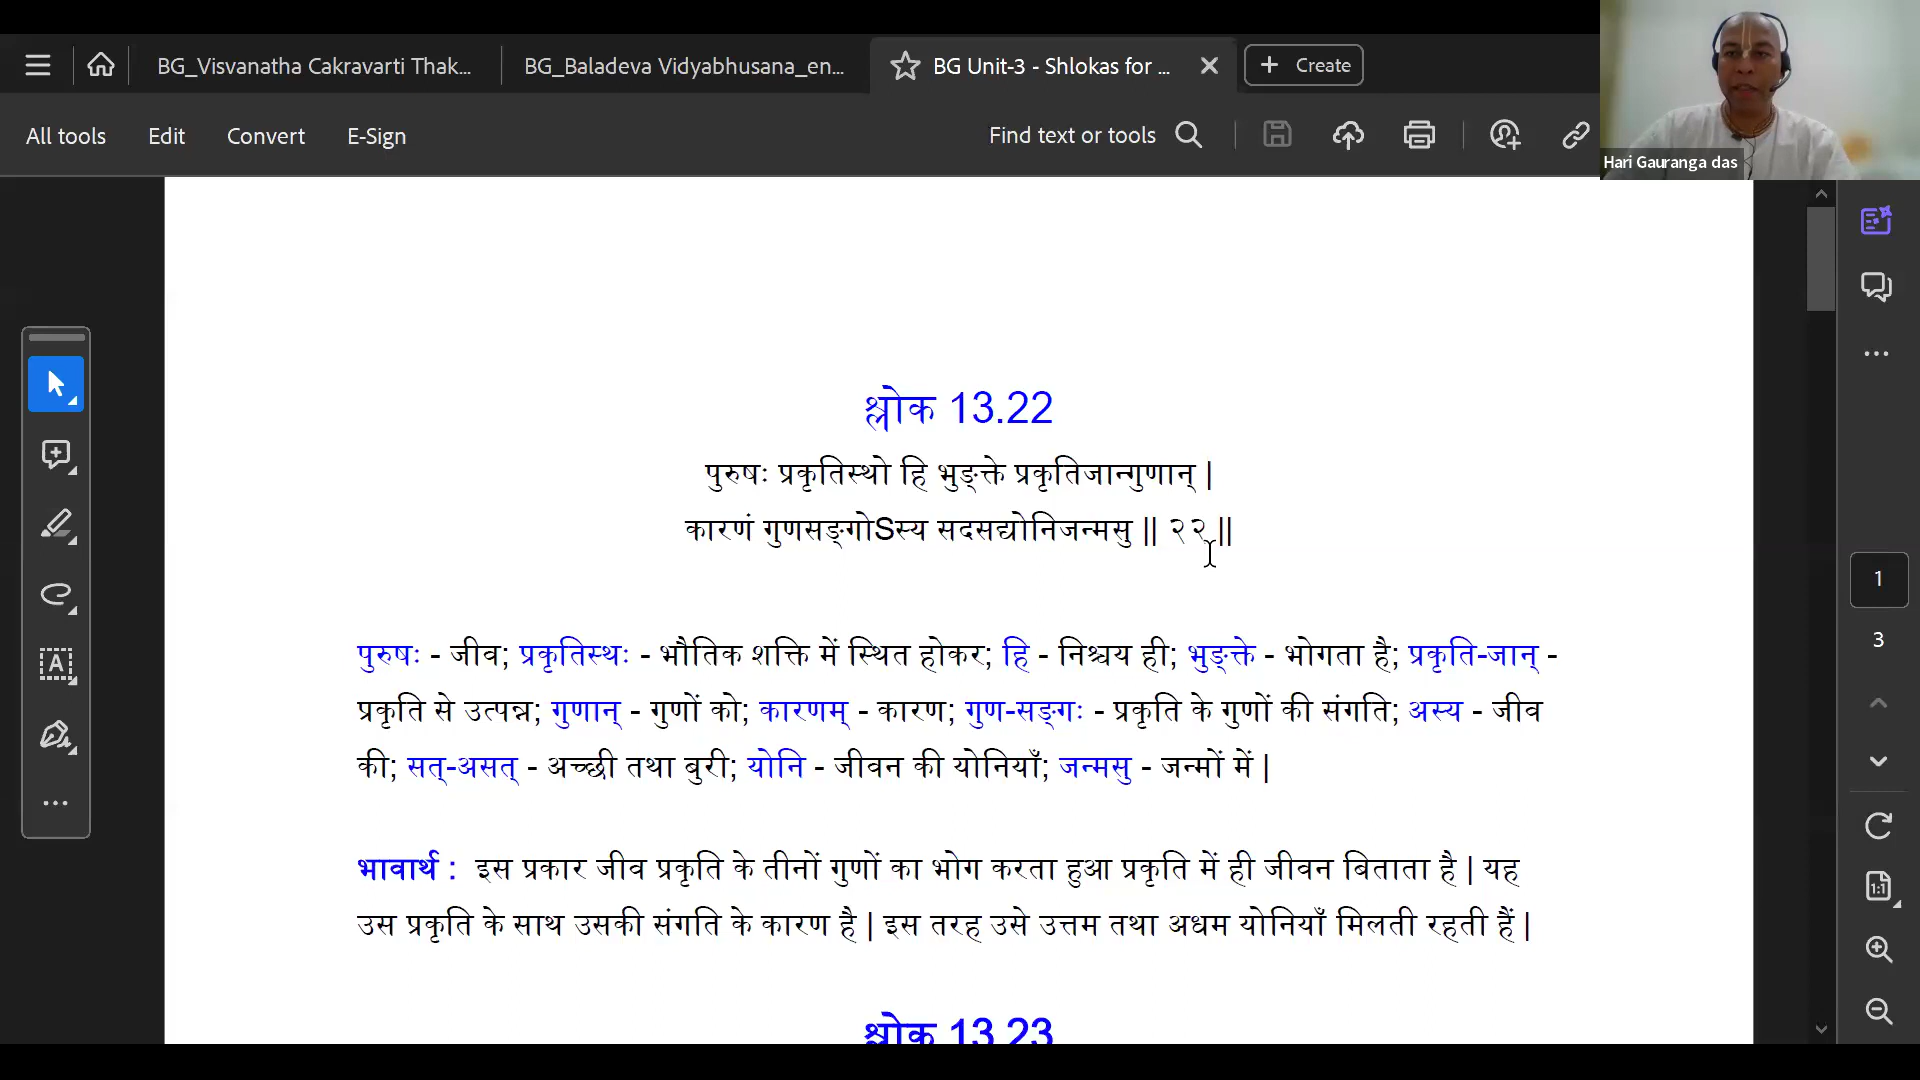 BG_Visvanatha Cakravarti Thak...
BG_Baladeva Vidyabhusana_en...
BG Unit-3 - Shlokas for ...
+ Create
All tools
Edit
Convert
E-Sign
Find text or tools
Hari Gauranga das
श्लोक 13.22
पुरुषः प्रकृतिस्थो हि भुङ्क्ते प्रकृतिजान्गुणान् |
कारणं गुणसङ्गोSस्य सदसद्योनिजन्मसु || २२ ||
पुरुषः - जीव; प्रकृतिस्थः - भौतिक शक्ति में स्थित होकर; हि - निश्चय ही; भुङ्क्ते - भोगता है; प्रकृति-जान् -
प्रकृति से उत्पन्न; गुणान् - गुणों को; कारणम् - कारण; गुण-सङ्गः - प्रकृति के गुणों की संगति; अस्य - जीव
की; सत्-असत् - अच्छी तथा बुरी; योनि - जीवन की योनियाँ; जन्मसु - जन्मों में |
भावार्थ : इस प्रकार जीव प्रकृति के तीनों गुणों का भोग करता हुआ प्रकृति में ही जीवन बिताता है | यह
उस प्रकृति के साथ उसकी संगति के कारण है | इस तरह उसे उत्तम तथा अधम योनियाँ मिलती रहती हैं |
श्लोक 13.23
1
3
1:1